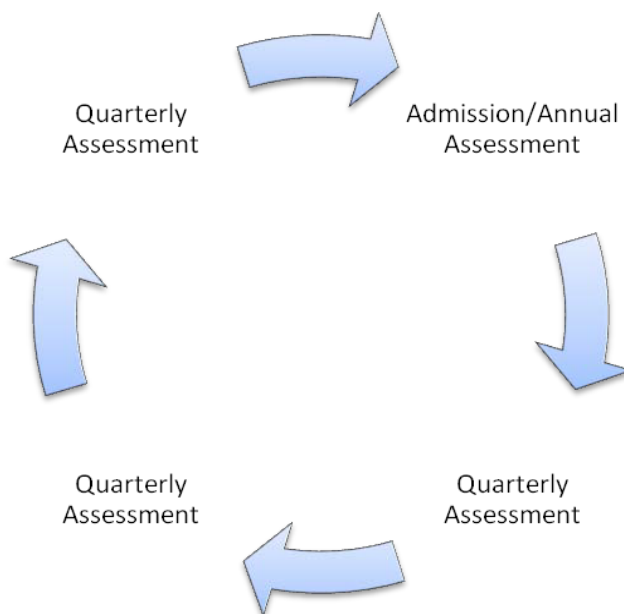 Quarterly
Assessment
Admission/Annual
Assessment
Quarterly
Assessment
Quarterly
Assessment